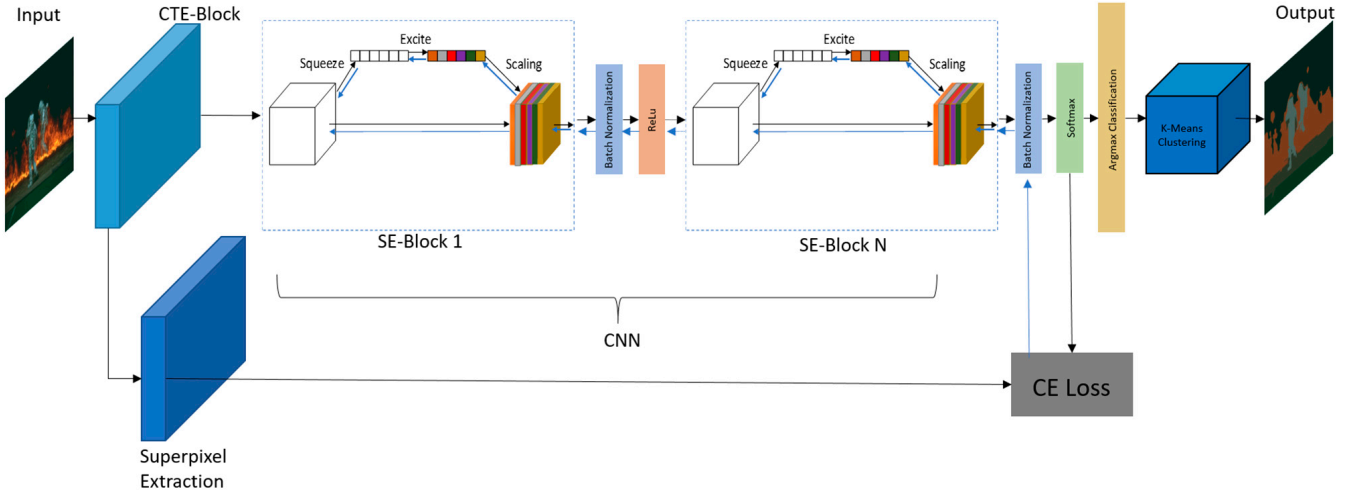 Input
CTE-Block
Output
Squeeze
Excite
Scaling
Batch Normalization
ReLu
Squeeze
Excite
Scaling
Batch Normalization
Softmax
Argmax Classification
K-Means
Clustering
SE-Block 1
SE-Block N
CNN
CE Loss
Superpixel
Extraction